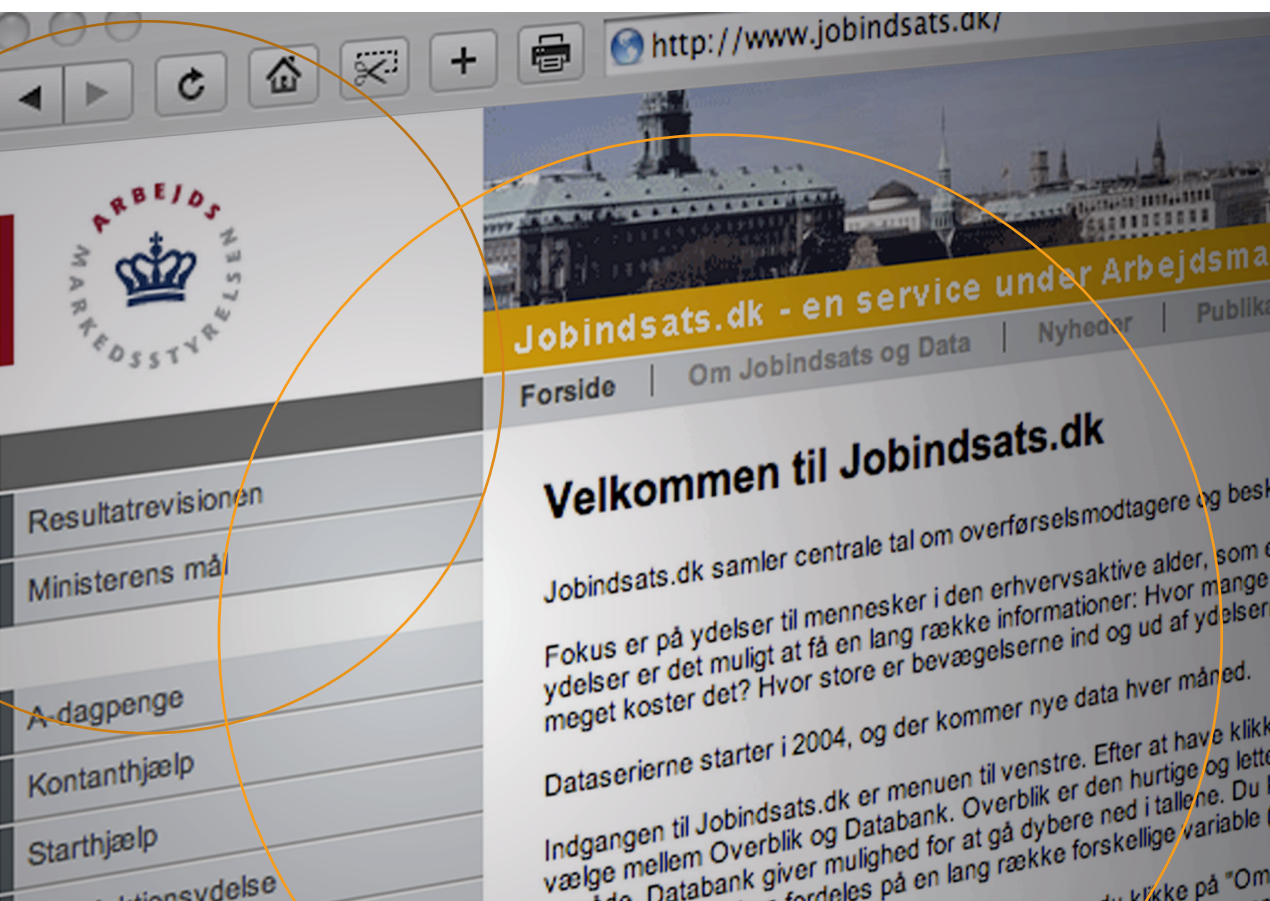 http://www.jobindsats.dk/
ARBEJDS
MARKEDSSTYRELSEN
Jobindsats.dk - en service under
Forside | Om Jobindsats og Data | Nyheder |
Resultatrevisionen
Ministerens mål
A-dagpenge
Kontanthjælp
Starthjælp
Velkommen til Jobindsats.dk
Jobindsats.dk samler centrale tal om overførselsmodtagere og
Fokus er på ydelser til mennesker i den erhvervsaktive alder, som
ydelser er det muligt at få en lang række informationer: Hvor mange
meget koster det? Hvor store er bevægelserne ind og ud af
Dataserierne starter i 2004, og der kommer nye data hver måned.
Indgangen til Jobindsats.dk er menuen til venstre. Efter at have
vælge mellem Overblik og Databank. Overblik er den hurtige og
Databank giver mulighed for at gå dybere ned i tallene. Du
fordeles på en lang række forskellige variable
klikke på "Om